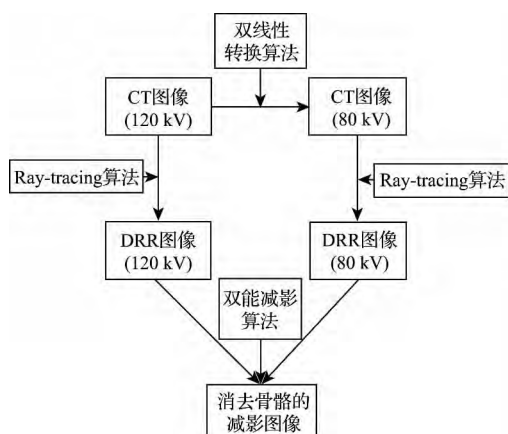 双线性
转换算法
CT图像
(120 kV)
CT图像
(80 kV)
Ray-tracing算法
Ray-tracing算法
DRR图像
(120 kV)
DRR图像
(80 kV)
双能减影
算法
消去骨骼的
减影图像